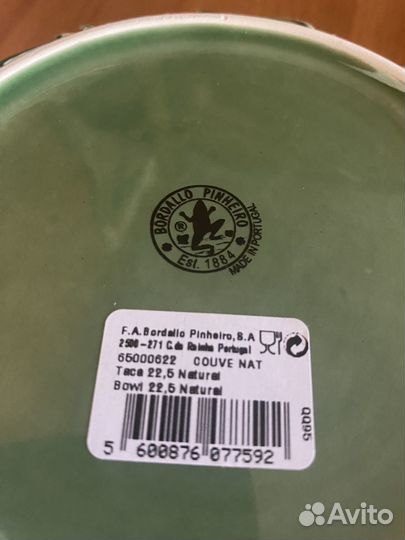 BORDALLO PINHEIRO
Est. 1884
MADE IN PORTUGAL
F.A.Bordallo Pinheiro,S.A
2500-271 C.da Rainha Portugal
65000622 COUVE NAT
Taca 22,5 Natural
Bowl 22,5 Natural
5 600876 077592
QQ95
Avito